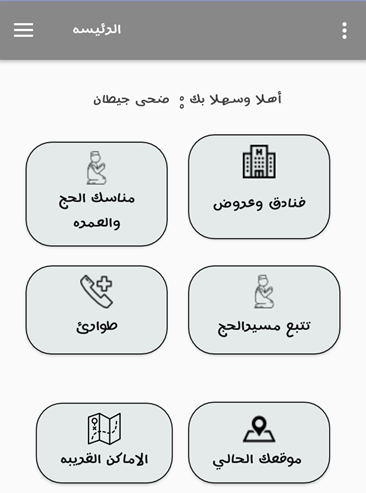 الرئيسه
أهلا وسهلا بك : ضحى جيطان
فنادق وعروض
مناسك الحج
والعمره
تتبع مسيرالحج
طوارئ
موقعك الحالي
الاماكن القريبه